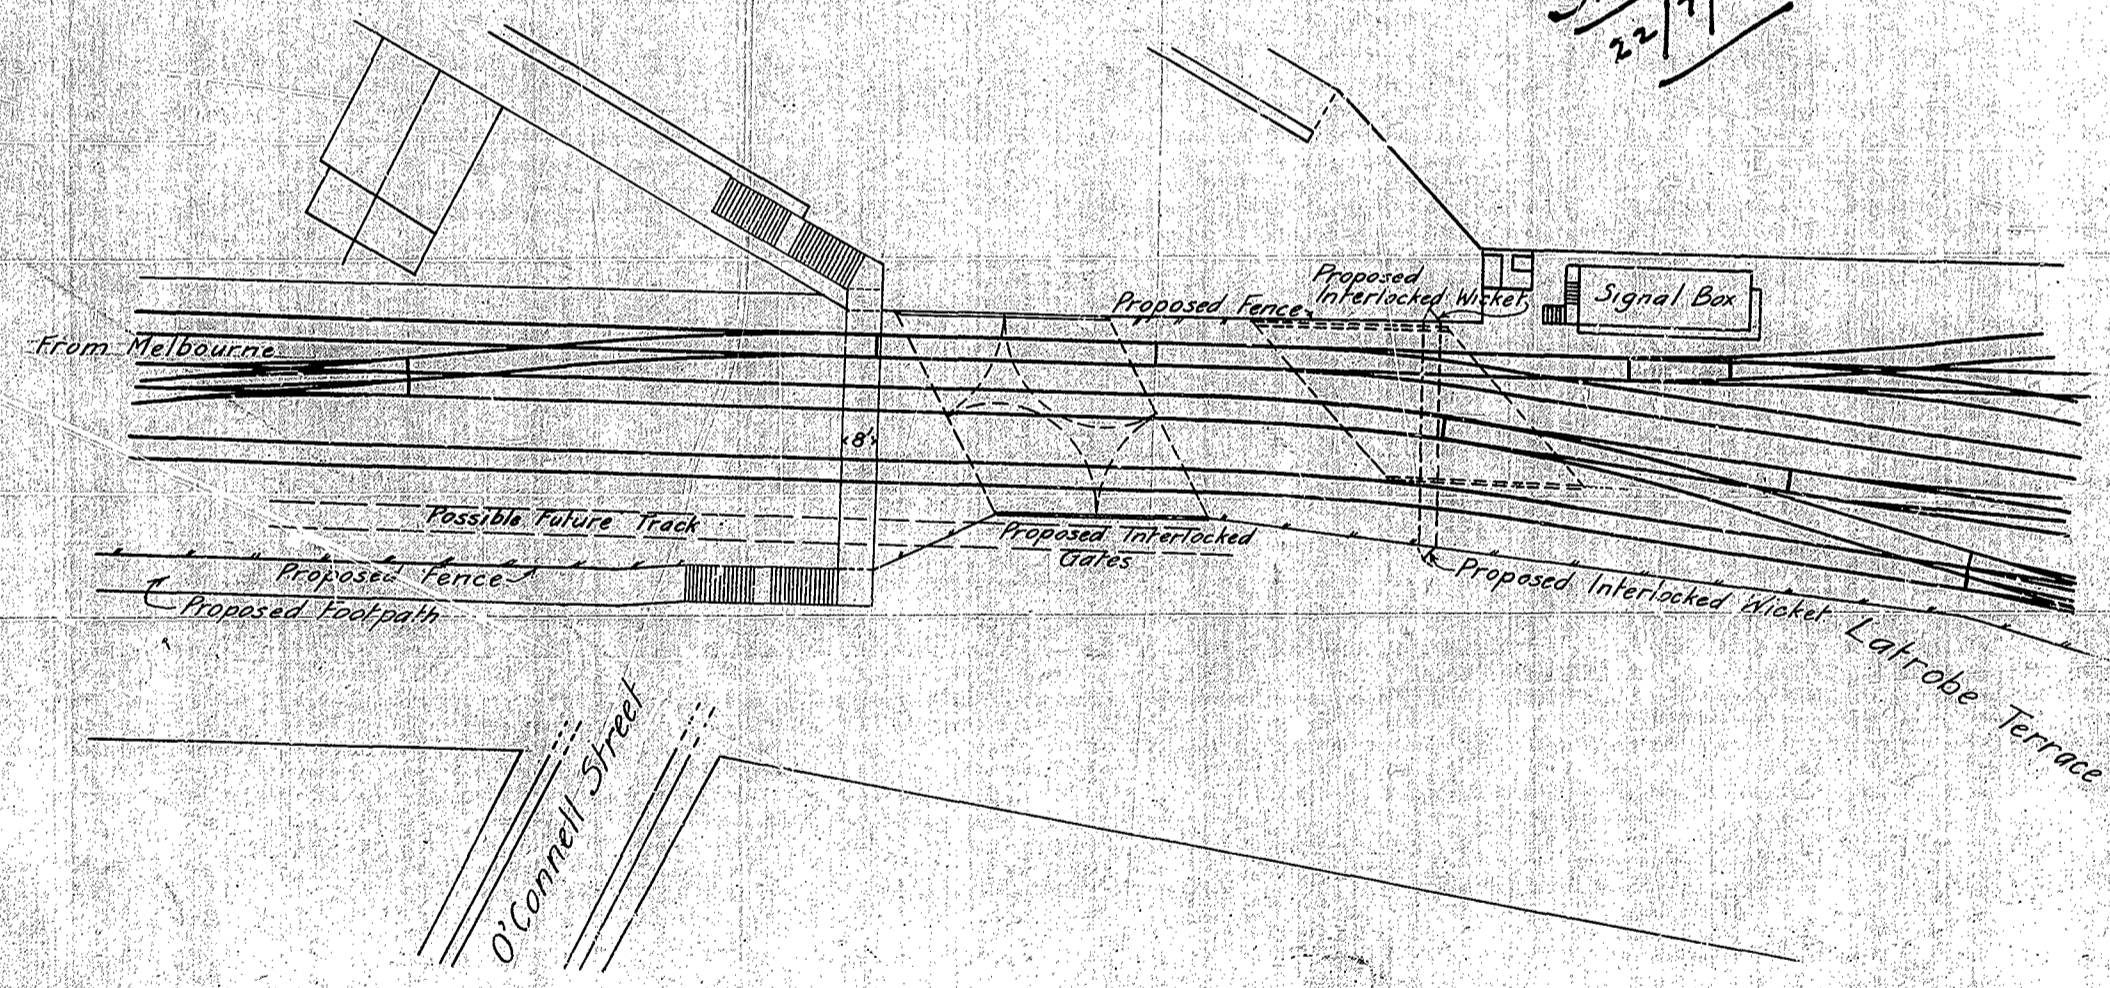 22
Proposed
Interlocked Wicket
Proposed Fence
Signal Box
From Melbourne
8'
Possible Future Track
Proposed Interlocked
Gates
Proposed Fence
Proposed Footpath
Proposed Interlocked Wicket
Latrobe Terrace
O'Connell Street